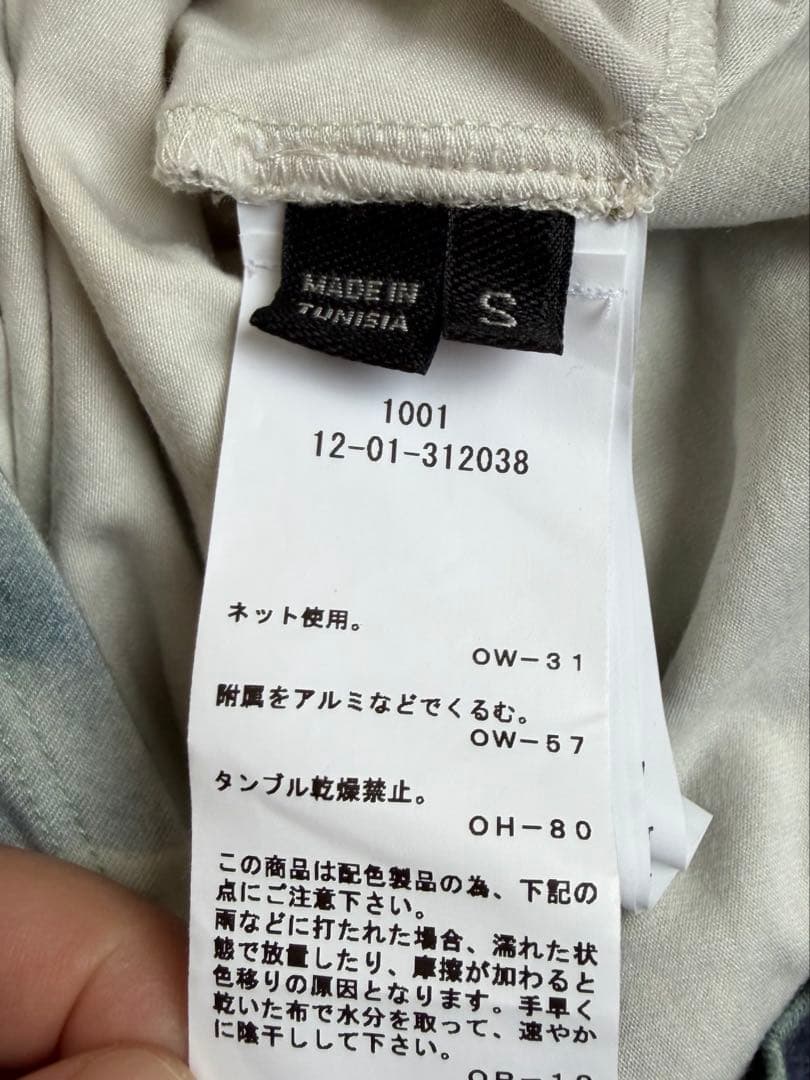 MADE IN
TUNISIA
S
1001
12-01-312038
ネット使用。
OW-31
附属をアルミなどでくるむ。
OW-57
タンブル乾燥禁止。
OH-80
この商品は配色製品の為、下記の
点にご注意下さい。
雨などに打たれた場合、濡れた状
態で放置したり、摩擦が加わると
色移りの原因となります。手早く
乾いた布で水分を取って、速やか
に陰干しして下さい。